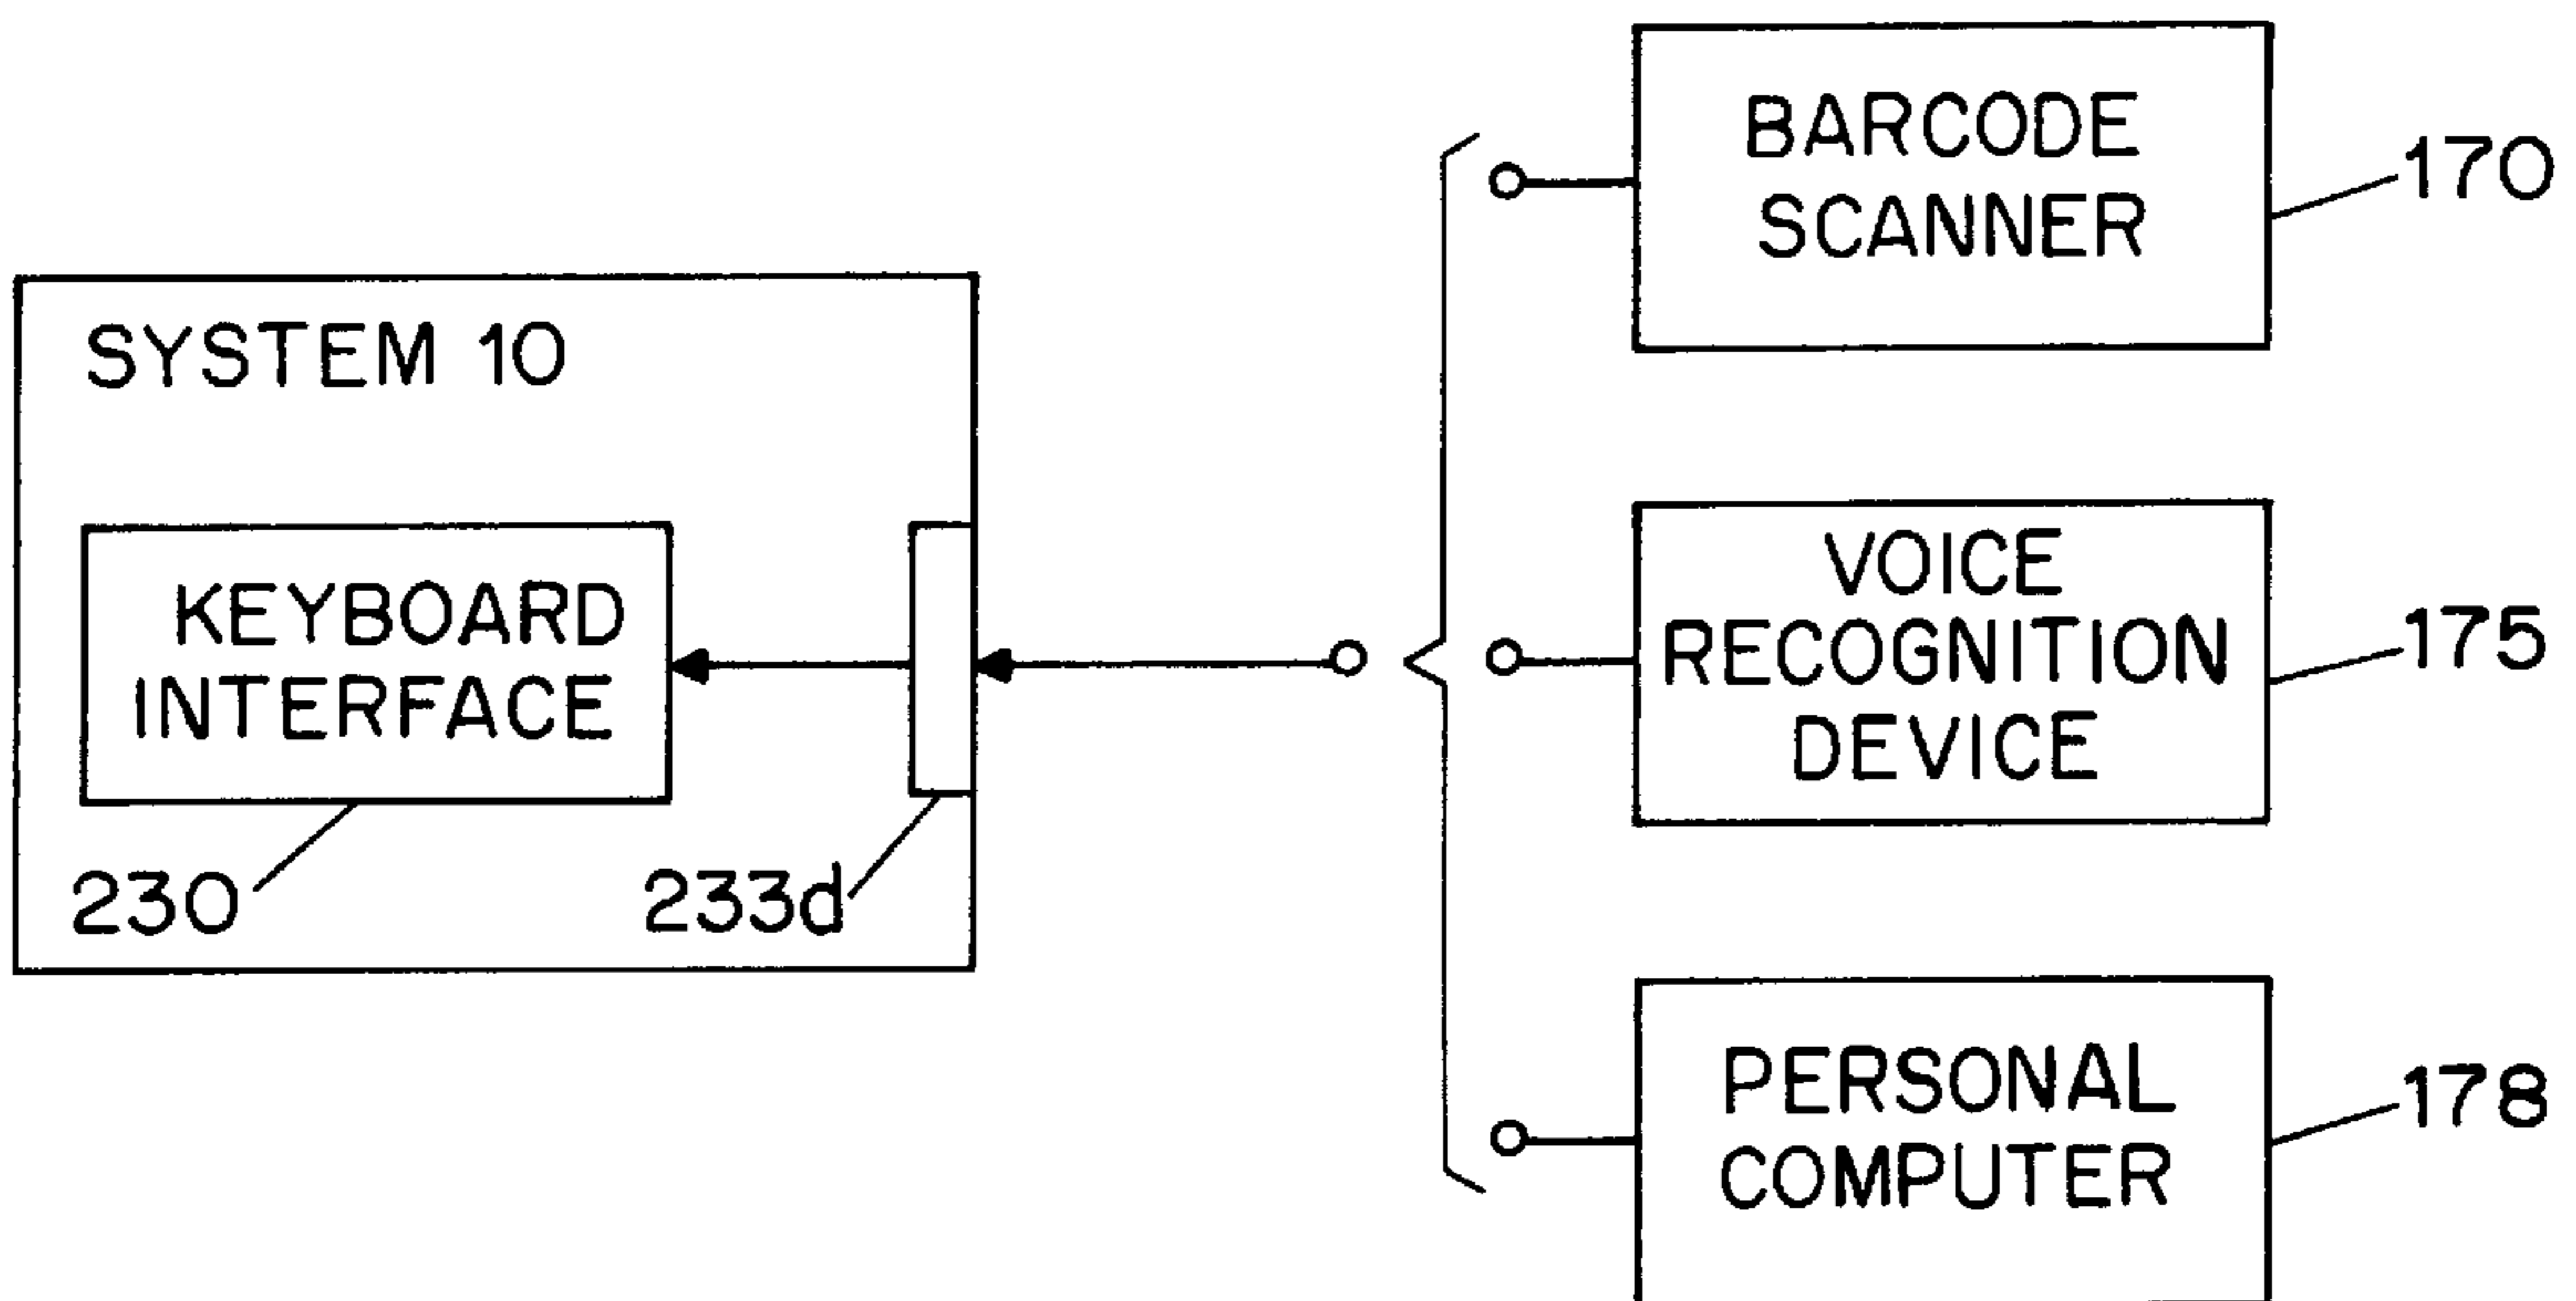 SYSTEM 10
KEYBOARD
INTERFACE
230
233d
BARCODE
SCANNER
170
VOICE
RECOGNITION
DEVICE
175
PERSONAL
COMPUTER
178